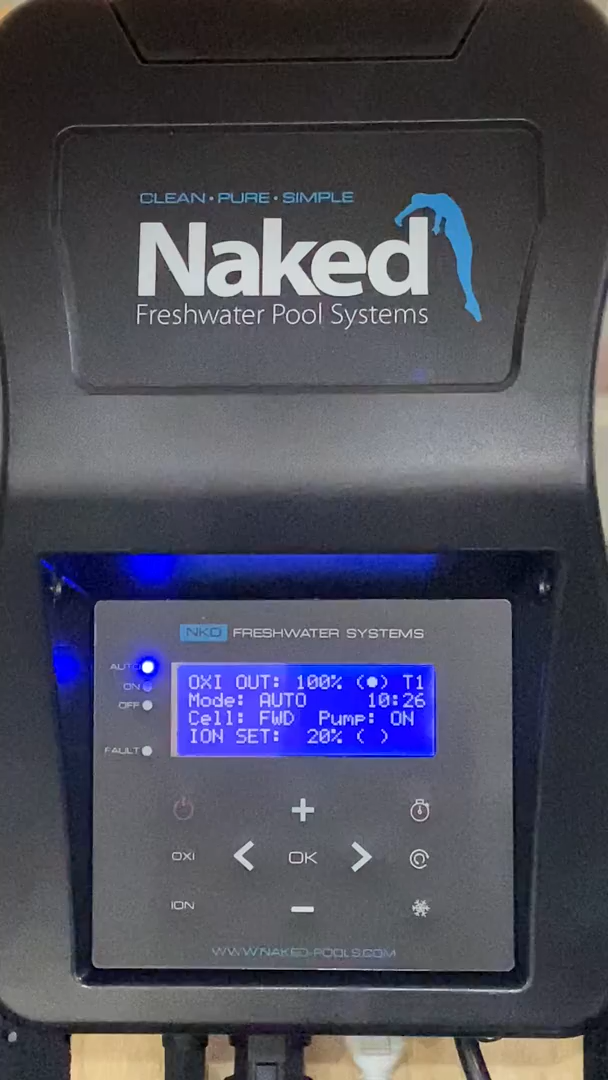 CLEAN • PURE • SIMPLE
Naked
Freshwater Pool Systems
NKD FRESHWATER SYSTEMS
AUTO
ON
OFF
FAULT
OXI OUT: 100% (●) T1
Mode: AUTO 10:26
Cell: FWD Pump: ON
ION SET: 20% ( )
+
OXI < OK >
ION -
WWW.NAKED-POOLS.COM